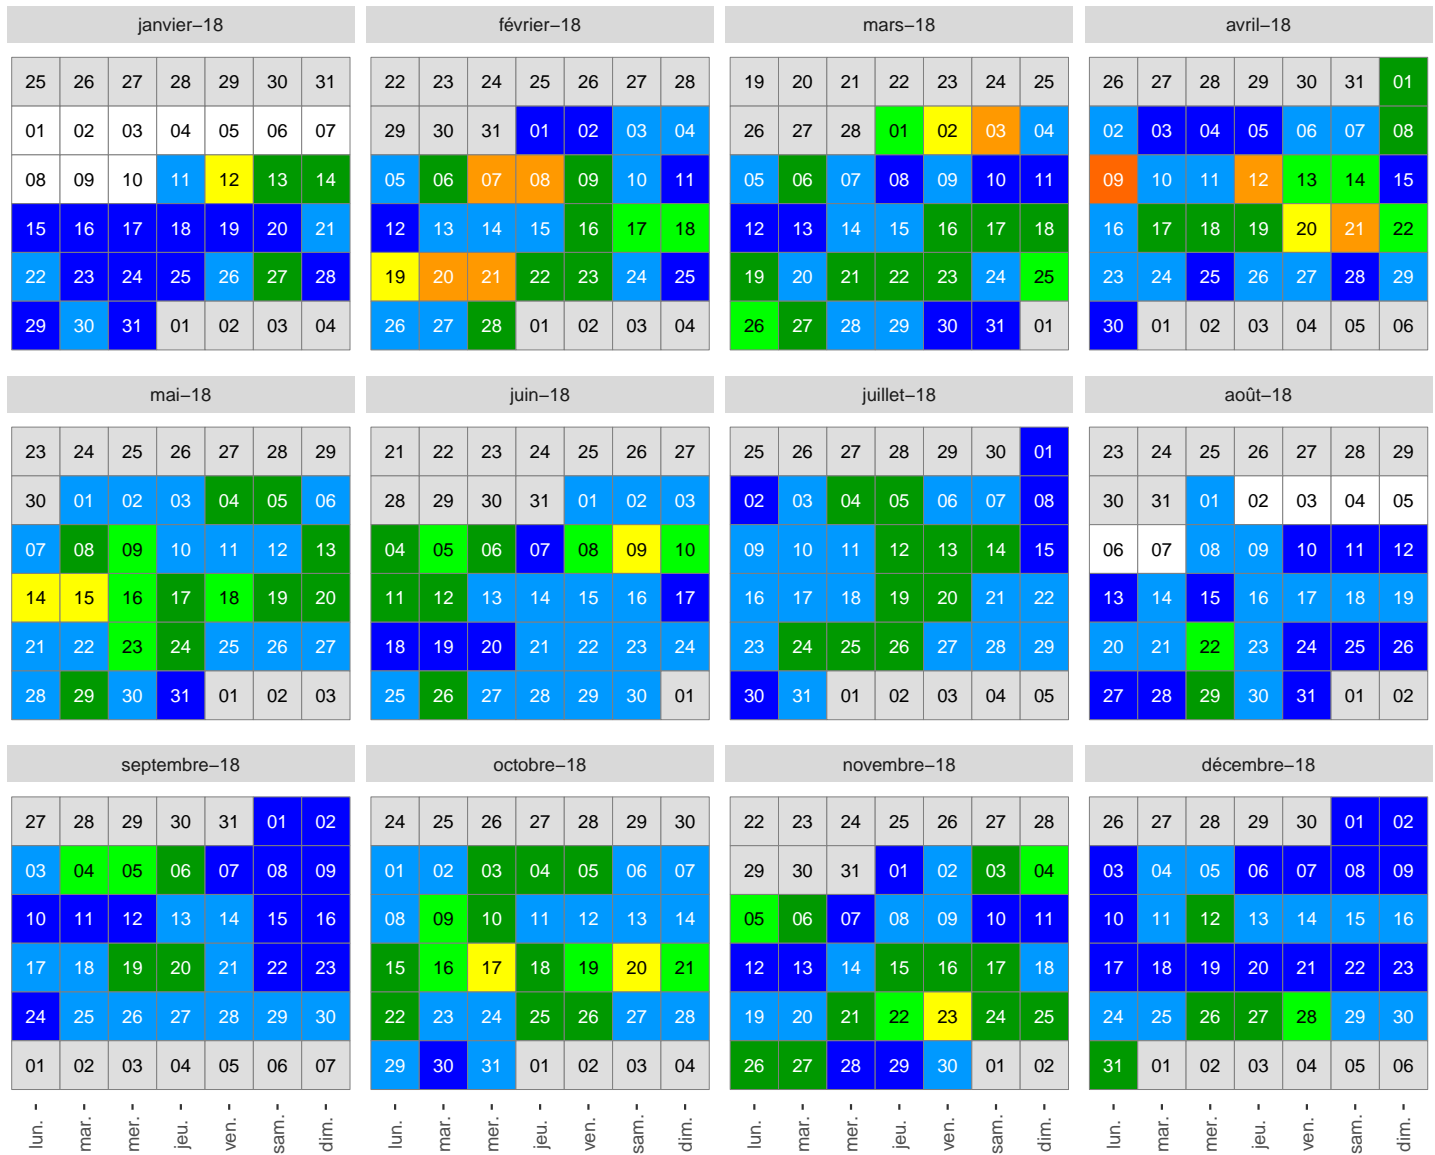 janvier–18 février–18 mars–18 avril–18
25 26 27 28 29 30 31 22 23 24 25 26 27 28 19 20 21 22 23 24 25 26 27 28 29 30 31 01
01 02 03 04 05 06 07 29 30 31 01 02 03 04 26 27 28 01 02 03 04 02 03 04 05 06 07 08
08 09 10 11 12 13 14 05 06 07 08 09 10 11 05 06 07 08 09 10 11 09 10 11 12 13 14 15
15 16 17 18 19 20 21 12 13 14 15 16 17 18 12 13 14 15 16 17 18 16 17 18 19 20 21 22
22 23 24 25 26 27 28 19 20 21 22 23 24 25 19 20 21 22 23 24 25 23 24 25 26 27 28 29
29 30 31 01 02 03 04 26 27 28 01 02 03 04 26 27 28 29 30 31 01 30 01 02 03 04 05 06
mai–18 juin–18 juillet–18 août–18
23 24 25 26 27 28 29 21 22 23 24 25 26 27 25 26 27 28 29 30 01 23 24 25 26 27 28 29
30 01 02 03 04 05 06 28 29 30 31 01 02 03 02 03 04 05 06 07 08 30 31 01 02 03 04 05
07 08 09 10 11 12 13 04 05 06 07 08 09 10 09 10 11 12 13 14 15 06 07 08 09 10 11 12
14 15 16 17 18 19 20 11 12 13 14 15 16 17 16 17 18 19 20 21 22 13 14 15 16 17 18 19
21 22 23 24 25 26 27 18 19 20 21 22 23 24 23 24 25 26 27 28 29 20 21 22 23 24 25 26
28 29 30 31 01 02 03 25 26 27 28 29 30 01 30 31 01 02 03 04 05 27 28 29 30 31 01 02
septembre–18 octobre–18 novembre–18 décembre–18
27 28 29 30 31 01 02 24 25 26 27 28 29 30 22 23 24 25 26 27 28 26 27 28 29 30 01 02
03 04 05 06 07 08 09 01 02 03 04 05 06 07 29 30 31 01 02 03 04 03 04 05 06 07 08 09
10 11 12 13 14 15 16 08 09 10 11 12 13 14 05 06 07 08 09 10 11 10 11 12 13 14 15 16
17 18 19 20 21 22 23 15 16 17 18 19 20 21 12 13 14 15 16 17 18 17 18 19 20 21 22 23
24 25 26 27 28 29 30 22 23 24 25 26 27 28 19 20 21 22 23 24 25 24 25 26 27 28 29 30
01 02 03 04 05 06 07 29 30 31 01 02 03 04 26 27 28 29 30 01 02 31 01 02 03 04 05 06
lun. mar. mer. jeu. ven. sam. dim. lun. mar. mer. jeu. ven. sam. dim. lun. mar. mer. jeu. ven. sam. dim. lun. mar. mer. jeu. ven. sam. dim.